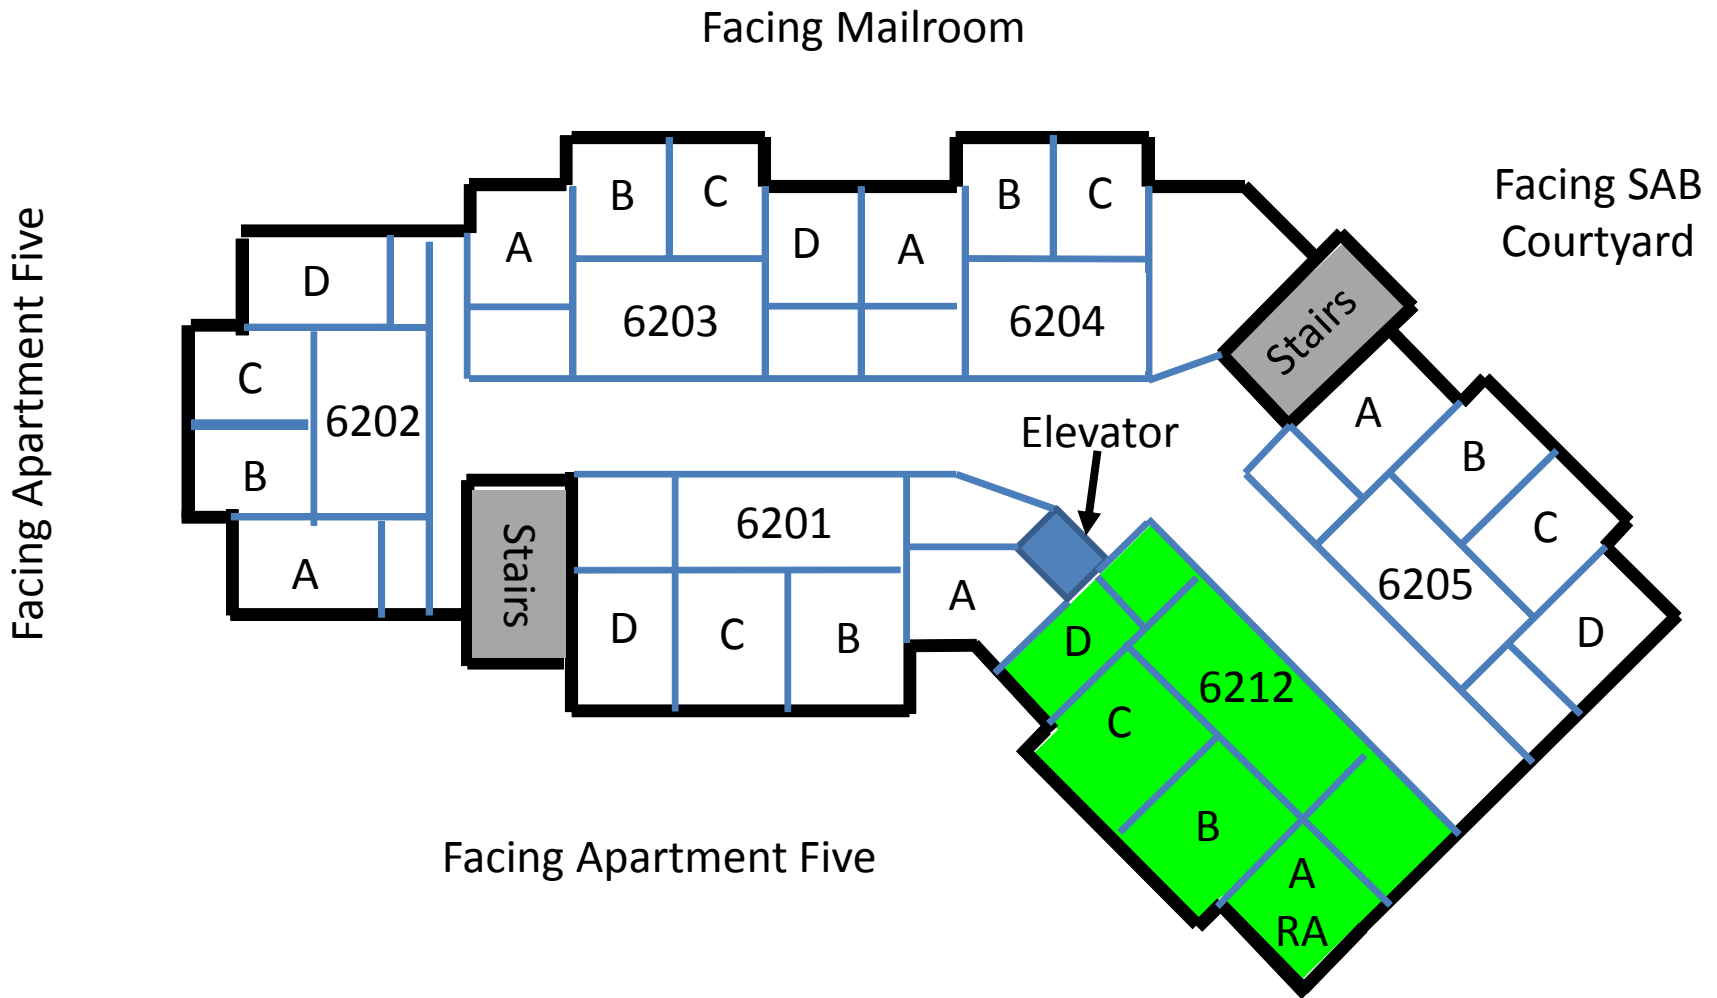 Facing Mailroom
Facing SAB
Courtyard
Facing Apartment Five
B
C
B
C
A
D
A
D
6203
6204
Stairs
C
6202
A
Elevator
B
B
6201
Stairs
C
A
A
6205
D
C
B
D
D
6212
C
B
A
RA
Facing Apartment Five